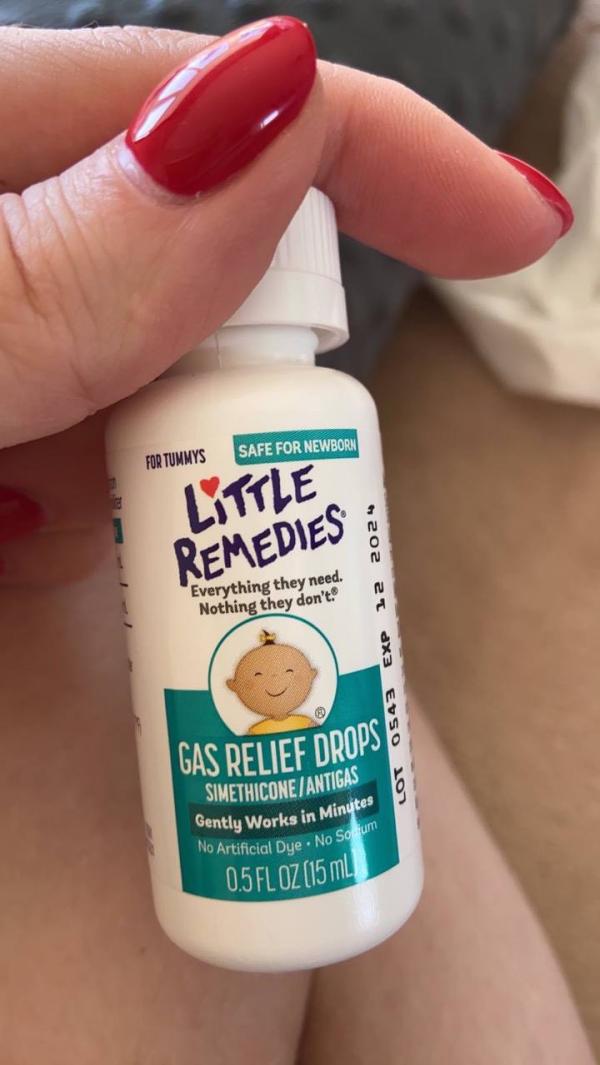 FOR TUMMYS
SAFE FOR NEWBORN
LiTTLE
REMEDIES®
Everything they need.
Nothing they don't.®
®
GAS RELIEF DROPS
SIMETHICONE/ANTIGAS
Gently Works in Minutes
No Artificial Dye • No Sodium
0.5 FL OZ (15 mL)
LOT 0543 EXP 12 2024